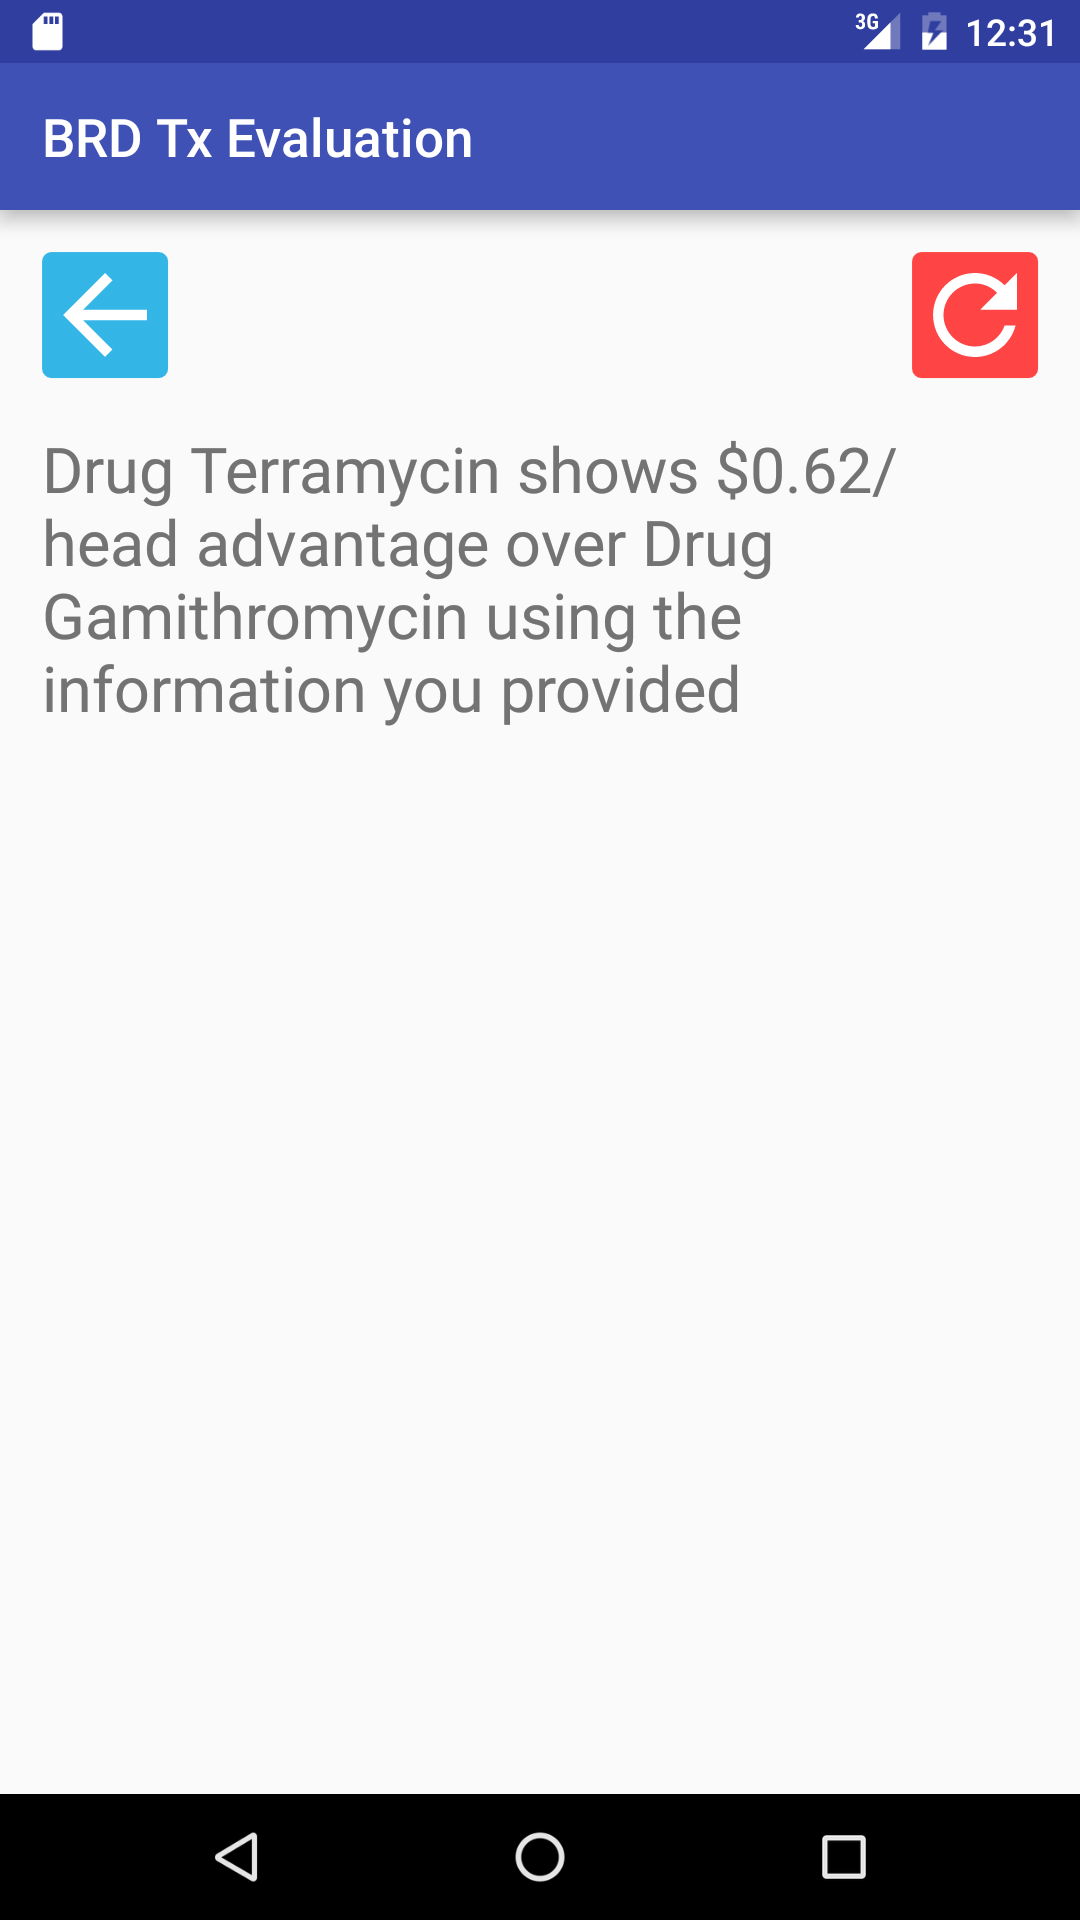 3G 12:31
BRD Tx Evaluation
Drug Terramycin shows $0.62/
head advantage over Drug
Gamithromycin using the
information you provided